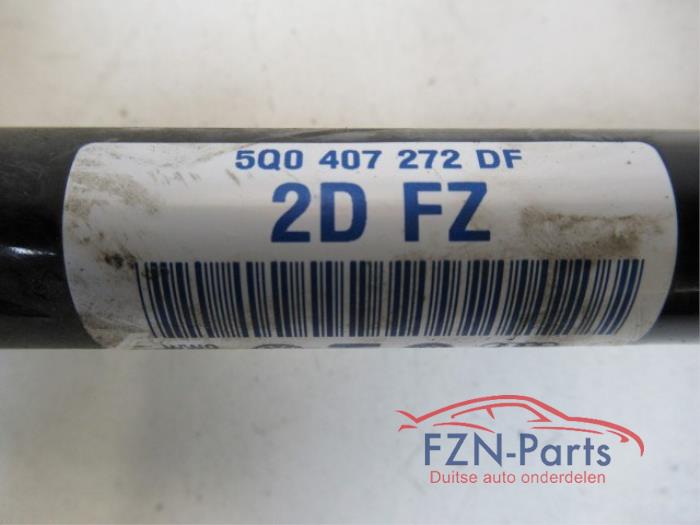 5Q0 407 272 DF
2D FZ
FZN-Parts
Duitse auto onderdelen